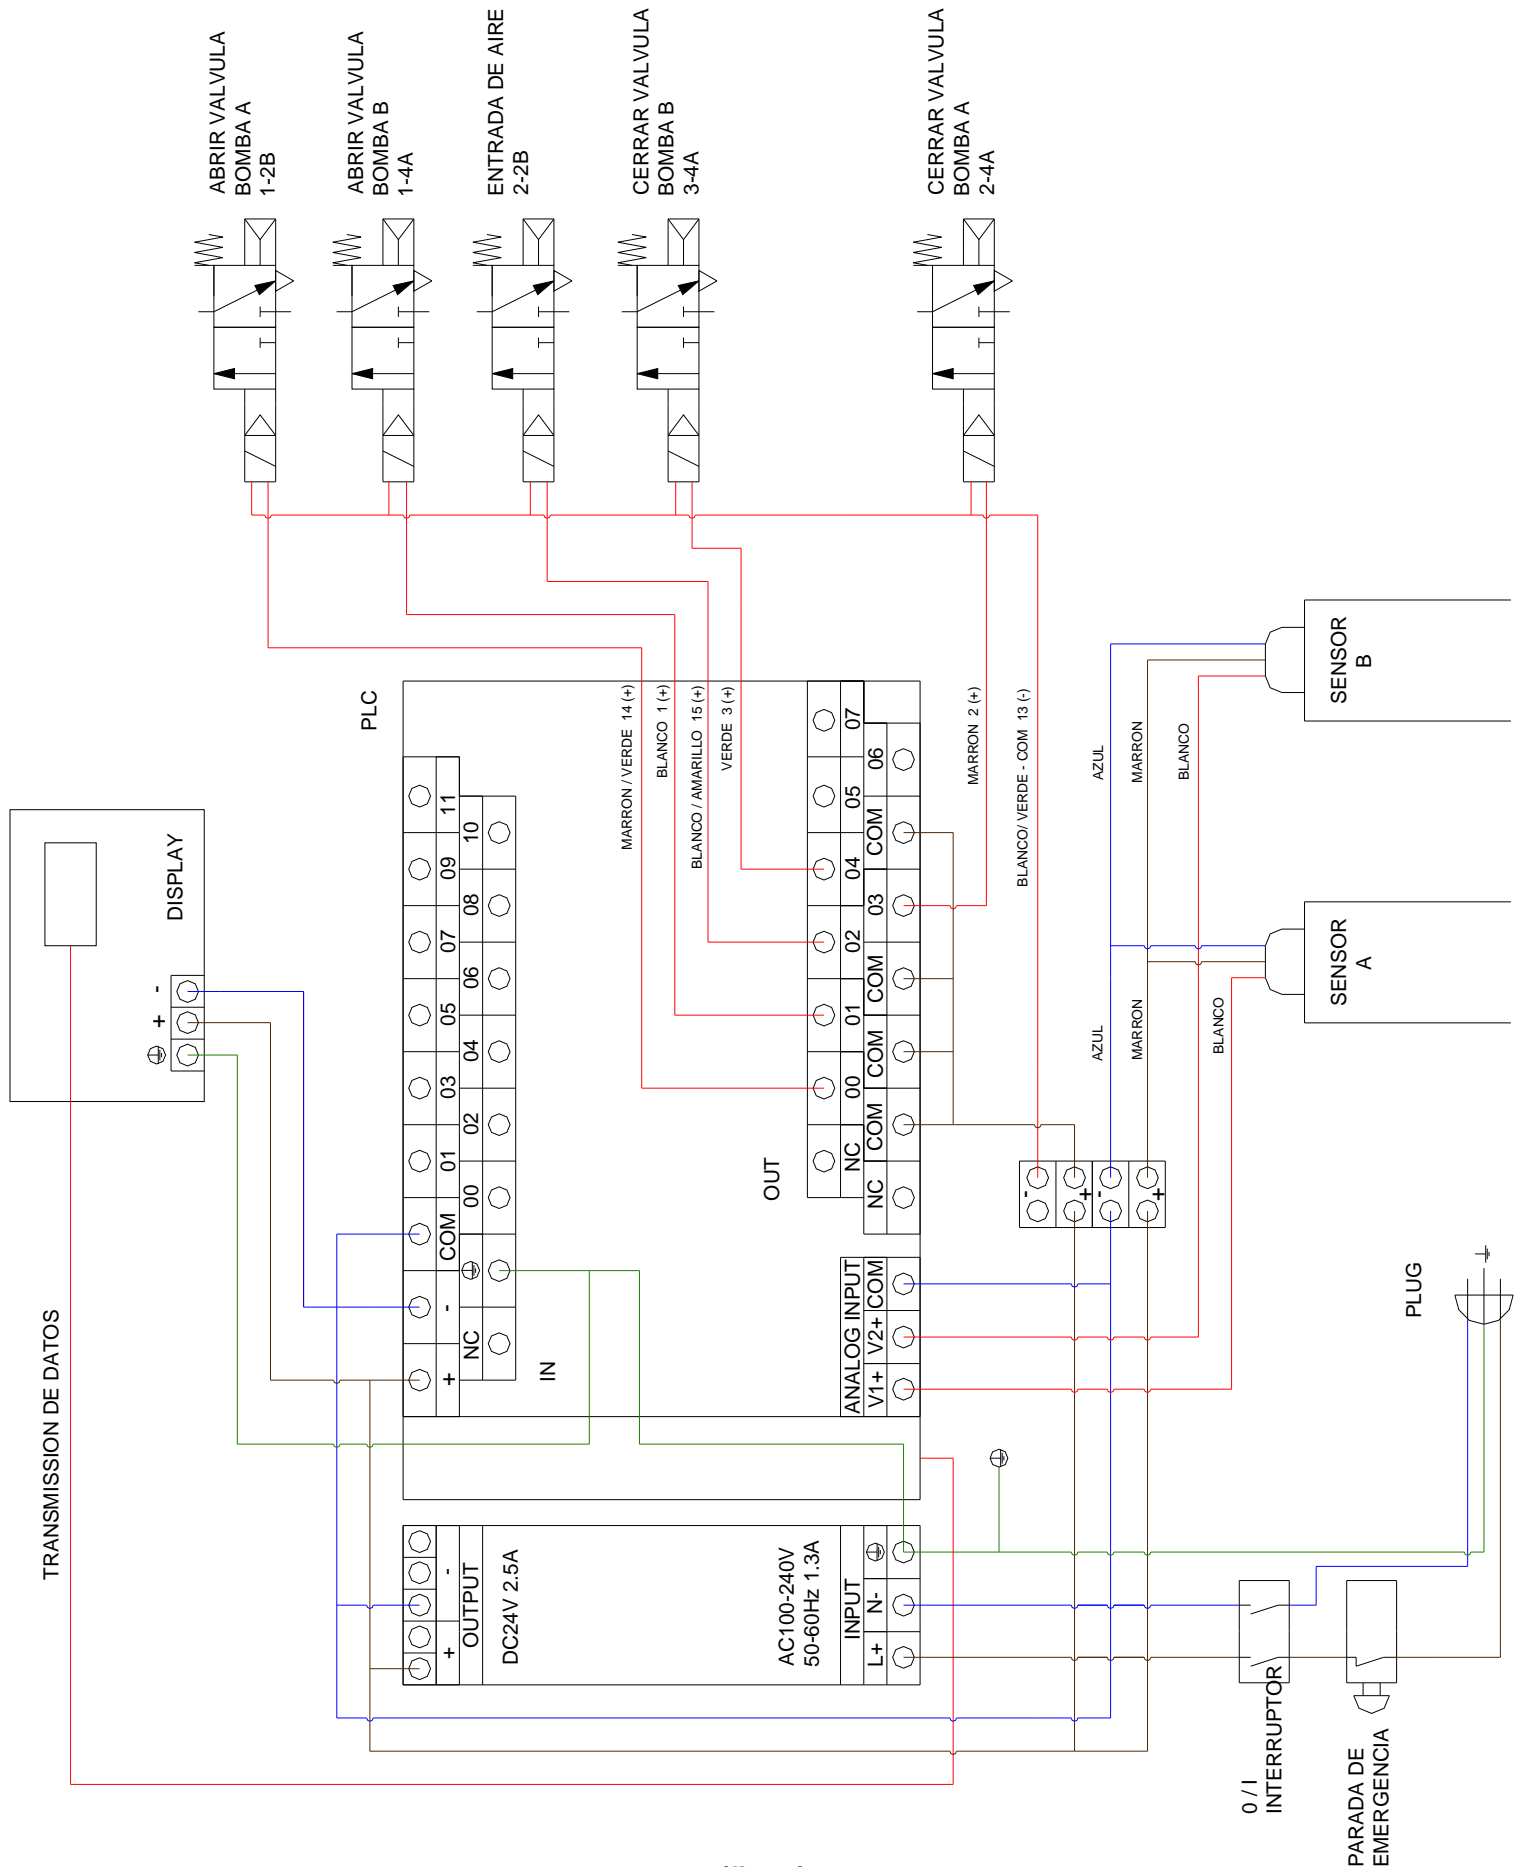 ABRIR VALVULA
BOMBA A
1-2B
ABRIR VALVULA
BOMBA B
1-4A
ENTRADA DE AIRE
2-2B
CERRAR VALVULA
BOMBA B
3-4A
CERRAR VALVULA
BOMBA A
2-4A
TRANSMISSION DE DATOS
DISPLAY
+ -
PLC
+ - COM 01 03 05 07 09 11
NC 00 02 04 06 08 10
IN
OUT
NC 00 01 02 04 05 07
NC COM COM COM 03 COM 06
ANALOG INPUT
V1+ V2+ COM
MARRON / VERDE 14 (+)
BLANCO 1 (+)
BLANCO / AMARILLO 15 (+)
VERDE 3 (+)
MARRON 2 (+)
BLANCO/ VERDE - COM 13 (-)
AZUL
MARRON
BLANCO
AZUL
MARRON
BLANCO
SENSOR
B
SENSOR
A
-
+
-
+
+ -
OUTPUT
DC24V 2.5A
AC100-240V
50-60Hz 1.3A
INPUT
L+ N-
PLUG
0 / I
INTERRUPTOR
PARADA DE
EMERGENCIA